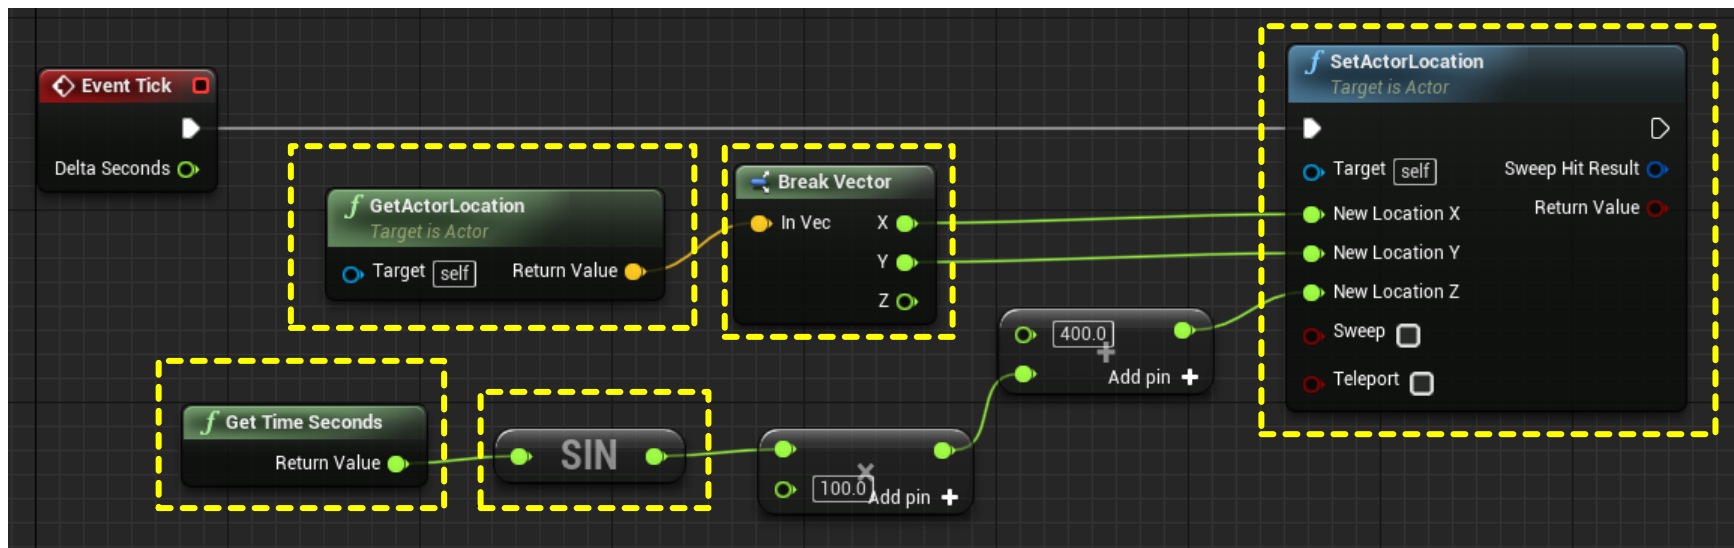 Event Tick
Delta Seconds
GetActorLocation
Target is Actor
Target self Return Value
Break Vector
In Vec X
Y
Z
SetActorLocation
Target is Actor
Target self Sweep Hit Result
New Location X Return Value
New Location Y
New Location Z
Sweep
Teleport
400.0
+
Add pin +
Get Time Seconds
Return Value
SIN
×
100.0 Add pin +